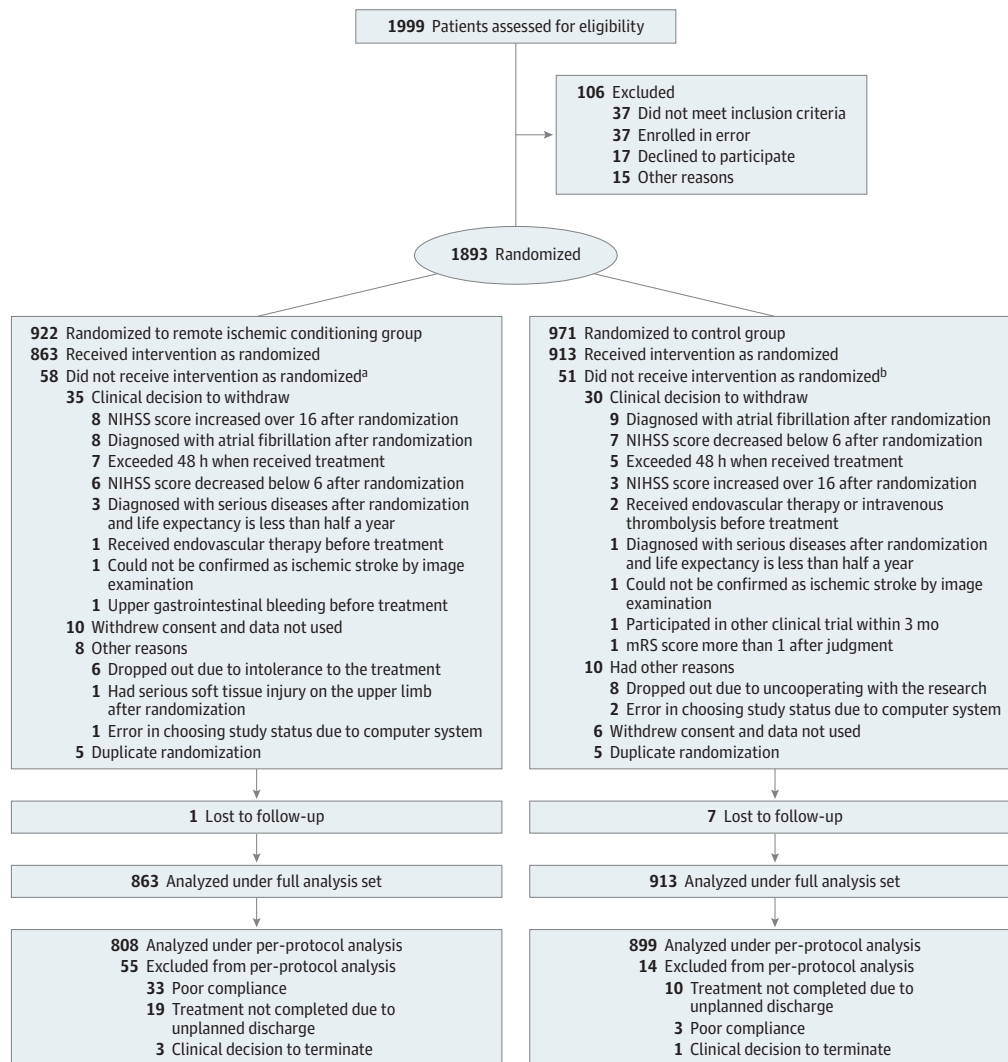 1999 Patients assessed for eligibility
106 Excluded
37 Did not meet inclusion criteria
37 Enrolled in error
17 Declined to participate
15 Other reasons
1893 Randomized
922 Randomized to remote ischemic conditioning group
863 Received intervention as randomized
58 Did not receive intervention as randomizedᵃ
35 Clinical decision to withdraw
8 NIHSS score increased over 16 after randomization
8 Diagnosed with atrial fibrillation after randomization
7 Exceeded 48 h when received treatment
6 NIHSS score decreased below 6 after randomization
3 Diagnosed with serious diseases after randomization
and life expectancy is less than half a year
1 Received endovascular therapy before treatment
1 Could not be confirmed as ischemic stroke by image
examination
1 Upper gastrointestinal bleeding before treatment
10 Withdrew consent and data not used
8 Other reasons
6 Dropped out due to intolerance to the treatment
1 Had serious soft tissue injury on the upper limb
after randomization
1 Error in choosing study status due to computer system
5 Duplicate randomization
971 Randomized to control group
913 Received intervention as randomized
51 Did not receive intervention as randomizedᵇ
30 Clinical decision to withdraw
9 Diagnosed with atrial fibrillation after randomization
7 NIHSS score decreased below 6 after randomization
5 Exceeded 48 h when received treatment
3 NIHSS score increased over 16 after randomization
2 Received endovascular therapy or intravenous
thrombolysis before treatment
1 Diagnosed with serious diseases after randomization
and life expectancy is less than half a year
1 Could not be confirmed as ischemic stroke by image
examination
1 Participated in other clinical trial within 3 mo
1 mRS score more than 1 after judgment
10 Had other reasons
8 Dropped out due to uncooperating with the research
2 Error in choosing study status due to computer system
6 Withdrew consent and data not used
5 Duplicate randomization
1 Lost to follow-up
7 Lost to follow-up
863 Analyzed under full analysis set
913 Analyzed under full analysis set
808 Analyzed under per-protocol analysis
55 Excluded from per-protocol analysis
33 Poor compliance
19 Treatment not completed due to
unplanned discharge
3 Clinical decision to terminate
899 Analyzed under per-protocol analysis
14 Excluded from per-protocol analysis
10 Treatment not completed due to
unplanned discharge
3 Poor compliance
1 Clinical decision to terminate